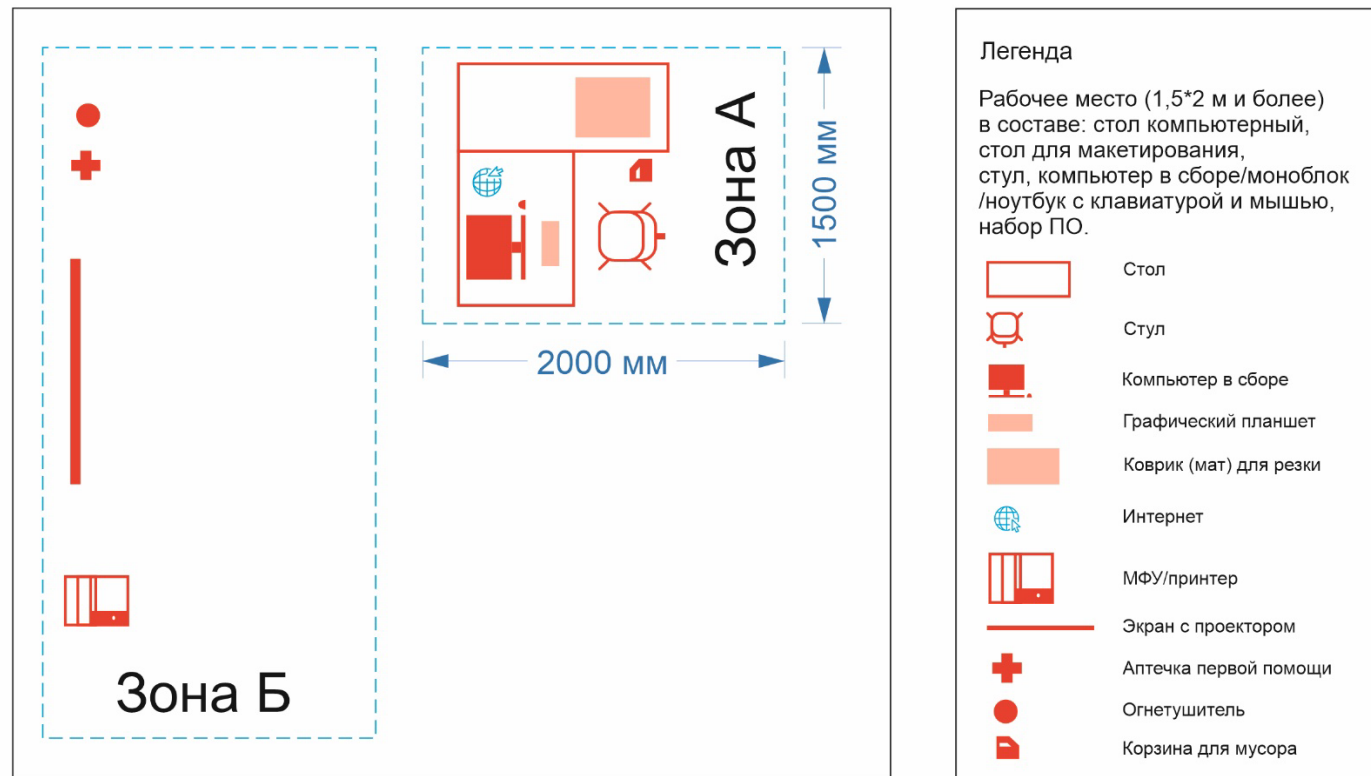 Зона А
1500 мм
2000 мм
Зона Б
Легенда
Рабочее место (1,5*2 м и более)
в составе: стол компьютерный,
стол для макетирования,
стул, компьютер в сборе/моноблок
/ноутбук с клавиатурой и мышью,
набор ПО.
Стол
Стул
Компьютер в сборе
Графический планшет
Коврик (мат) для резки
Интернет
МФУ/принтер
Экран с проектором
Аптечка первой помощи
Огнетушитель
Корзина для мусора